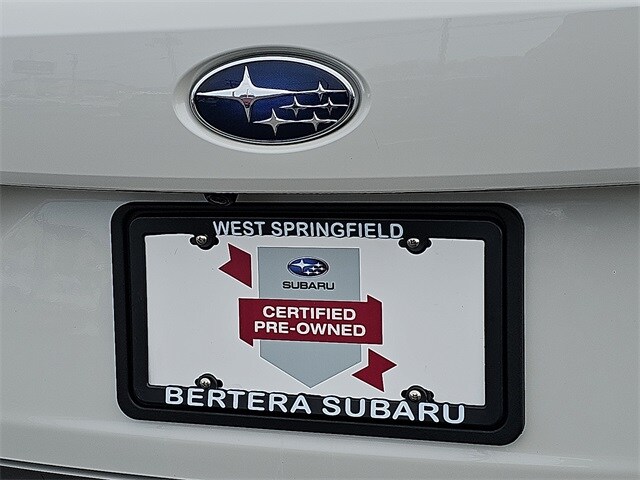 WEST SPRINGFIELD
SUBARU
CERTIFIED
PRE-OWNED
BERTERA SUBARU